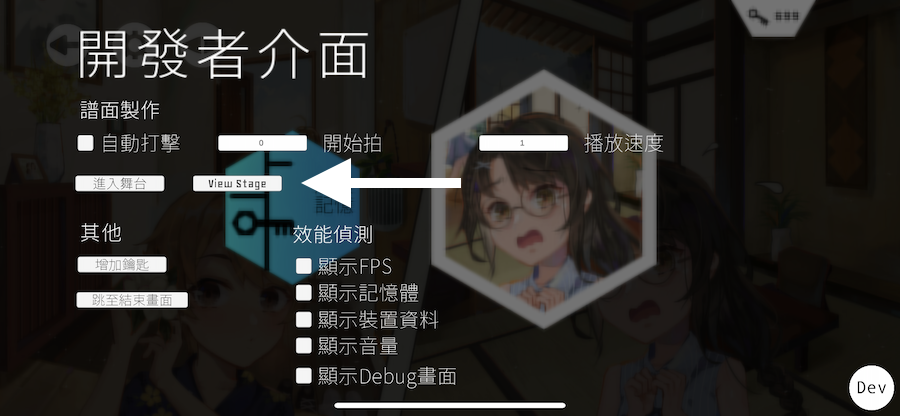 999
開發者介面
譜面製作
自動打擊 0 開始拍 1 播放速度
進入舞台 View Stage
記憶
其他
效能偵測
增加鑰匙
顯示FPS
顯示記憶體
跳至結束畫面
顯示裝置資料
顯示音量
顯示Debug畫面
Dev